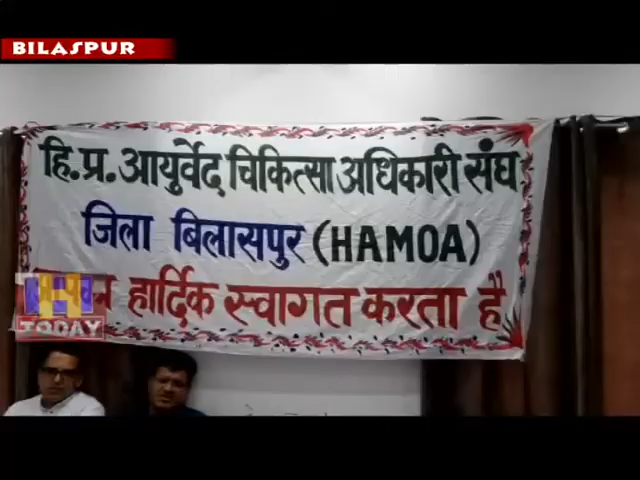 BILASPUR
हि.प्र. आयुर्वेद चिकित्सा अधिकारी संघ
जिला बिलासपुर (HAMOA)
हार्दिक स्वागत करता है
TODAY